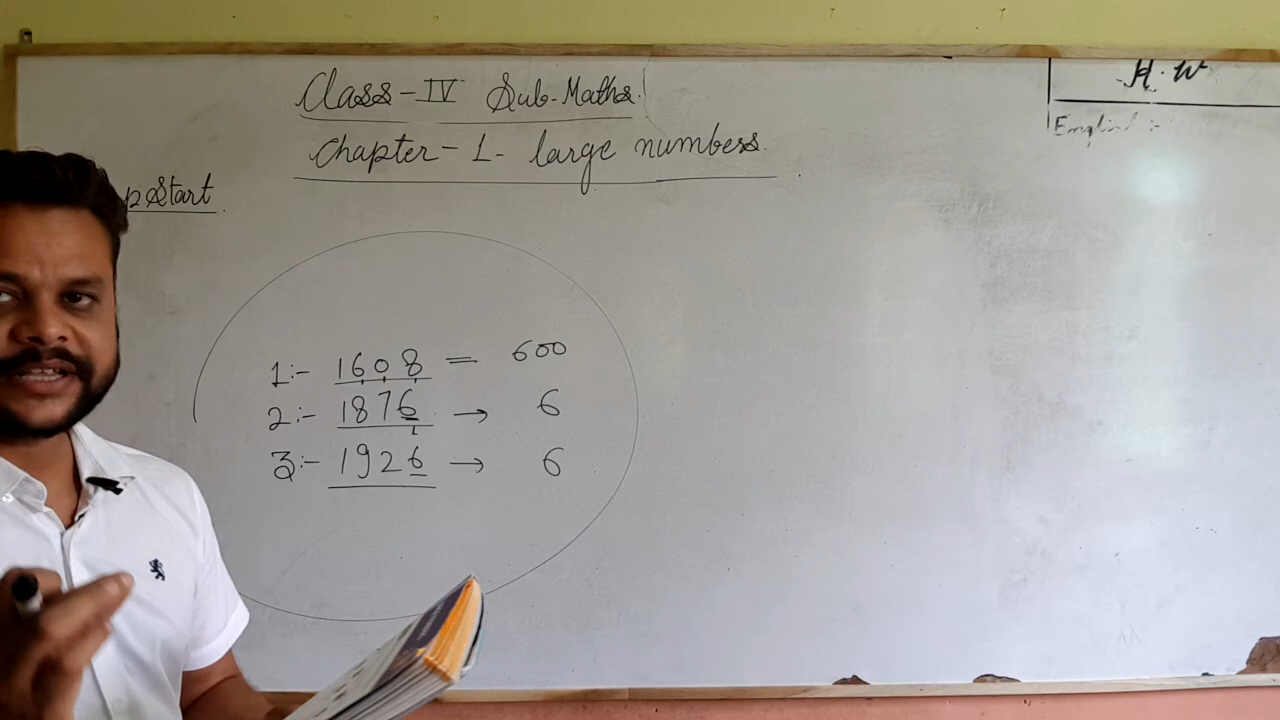 Class-IV Sub-Maths.
Chapter-1- large numbers.
pStart
H.W
1:- 1608 = 600
2:- 1876 → 6
3:- 1926 → 6